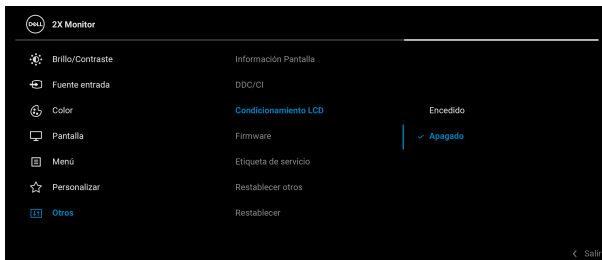 DELL 2X Monitor
Brillo/Contraste Información Pantalla
Fuente entrada DDC/CI
Color Condicionamiento LCD Encedido
Pantalla Firmware Apagado
Menú Etiqueta de servicio
Personalizar Restablecer otros
Otros Restablecer
Salir